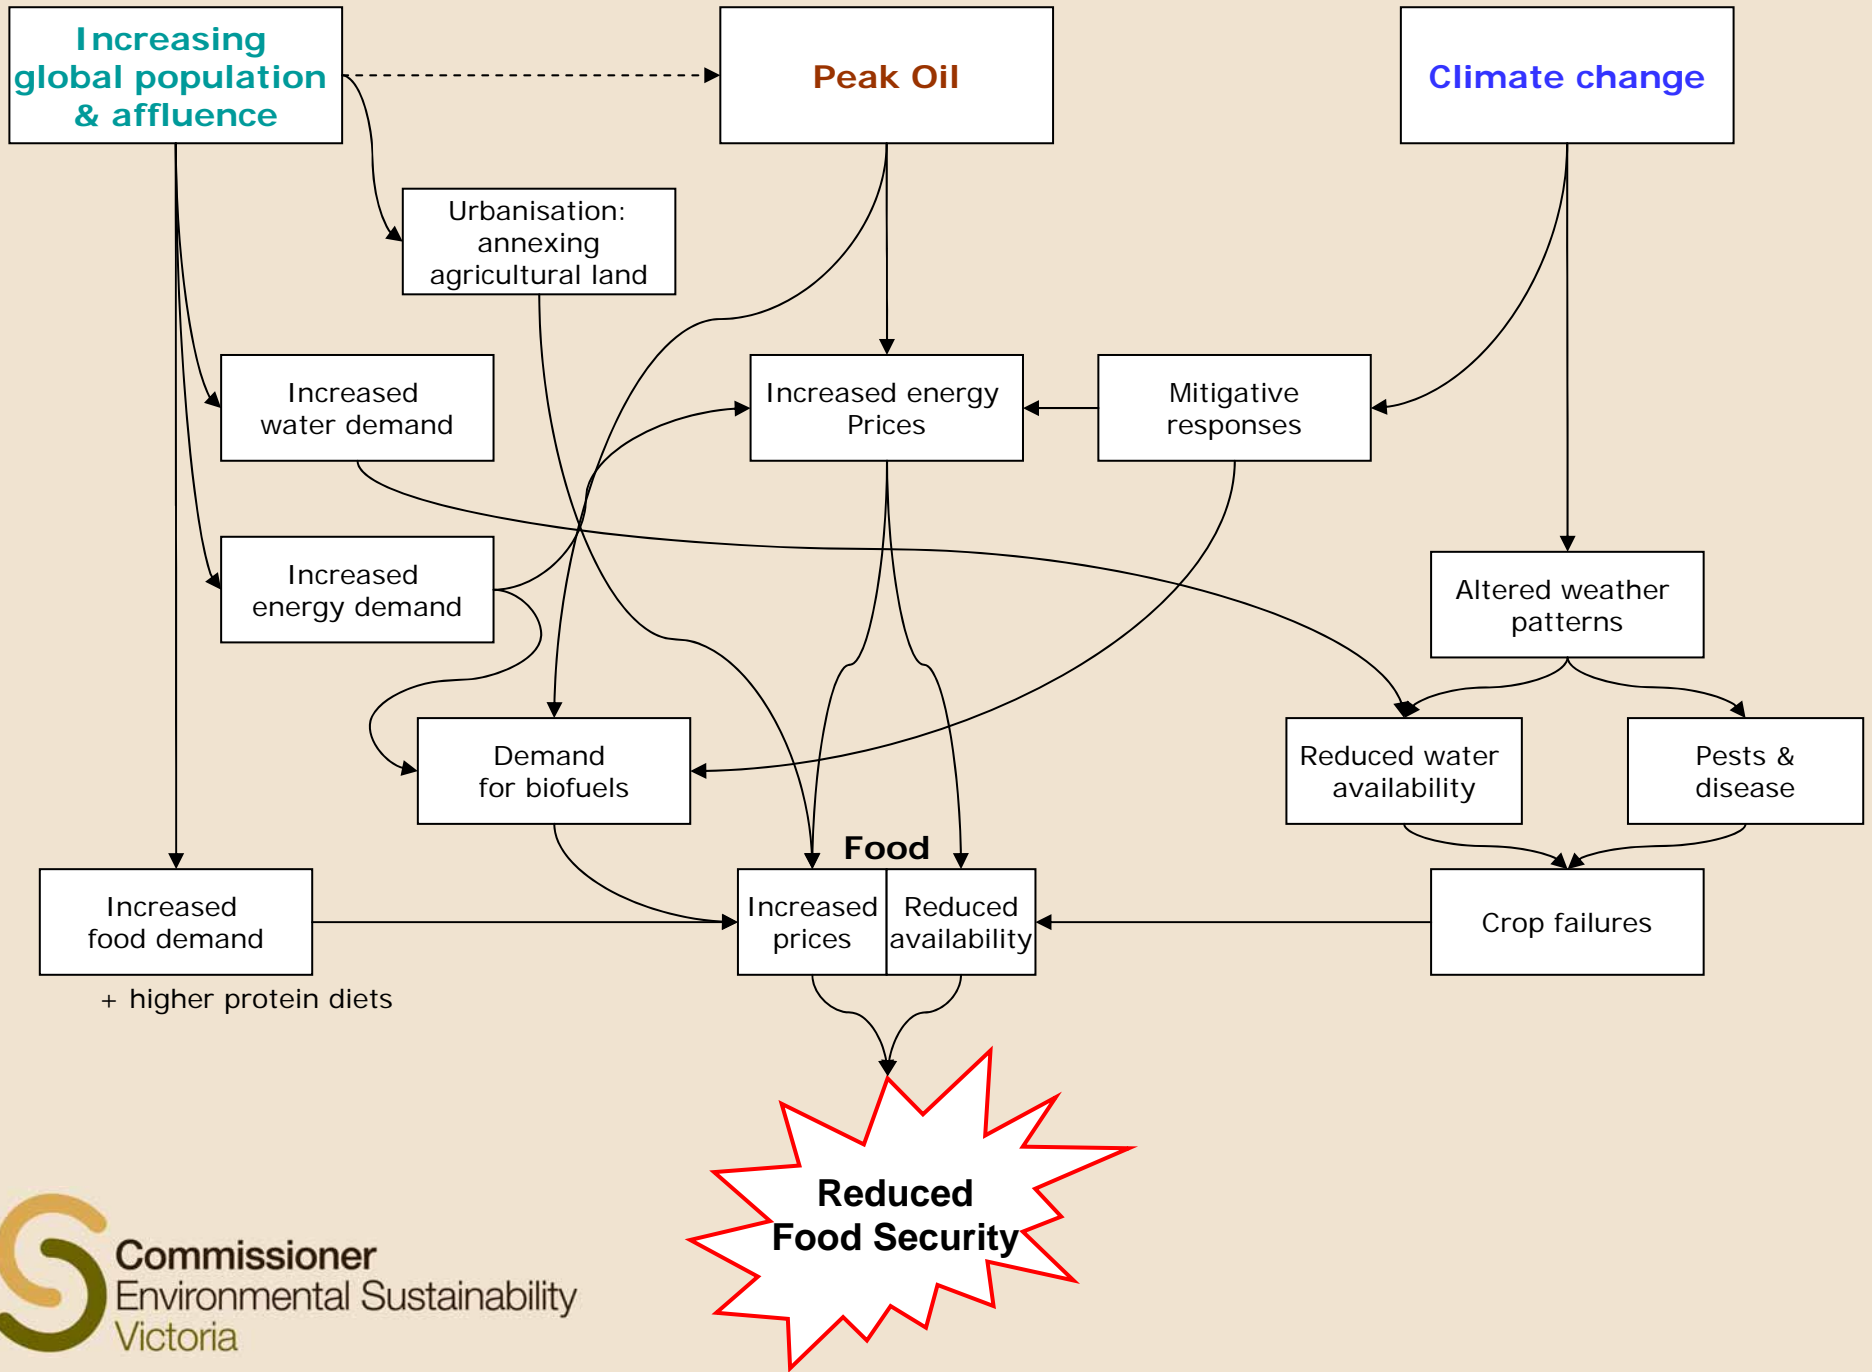 Increasing
global population
& affluence
Peak Oil
Climate change
Urbanisation:
annexing
agricultural land
Increased
water demand
Increased energy
Prices
Mitigative
responses
Increased
energy demand
Altered weather
patterns
Demand
for biofuels
Reduced water
availability
Pests &
disease
Food
Increased
food demand
Increased
prices
Reduced
availability
Crop failures
+ higher protein diets
Reduced
Food Security
Commissioner
Environmental Sustainability
Victoria